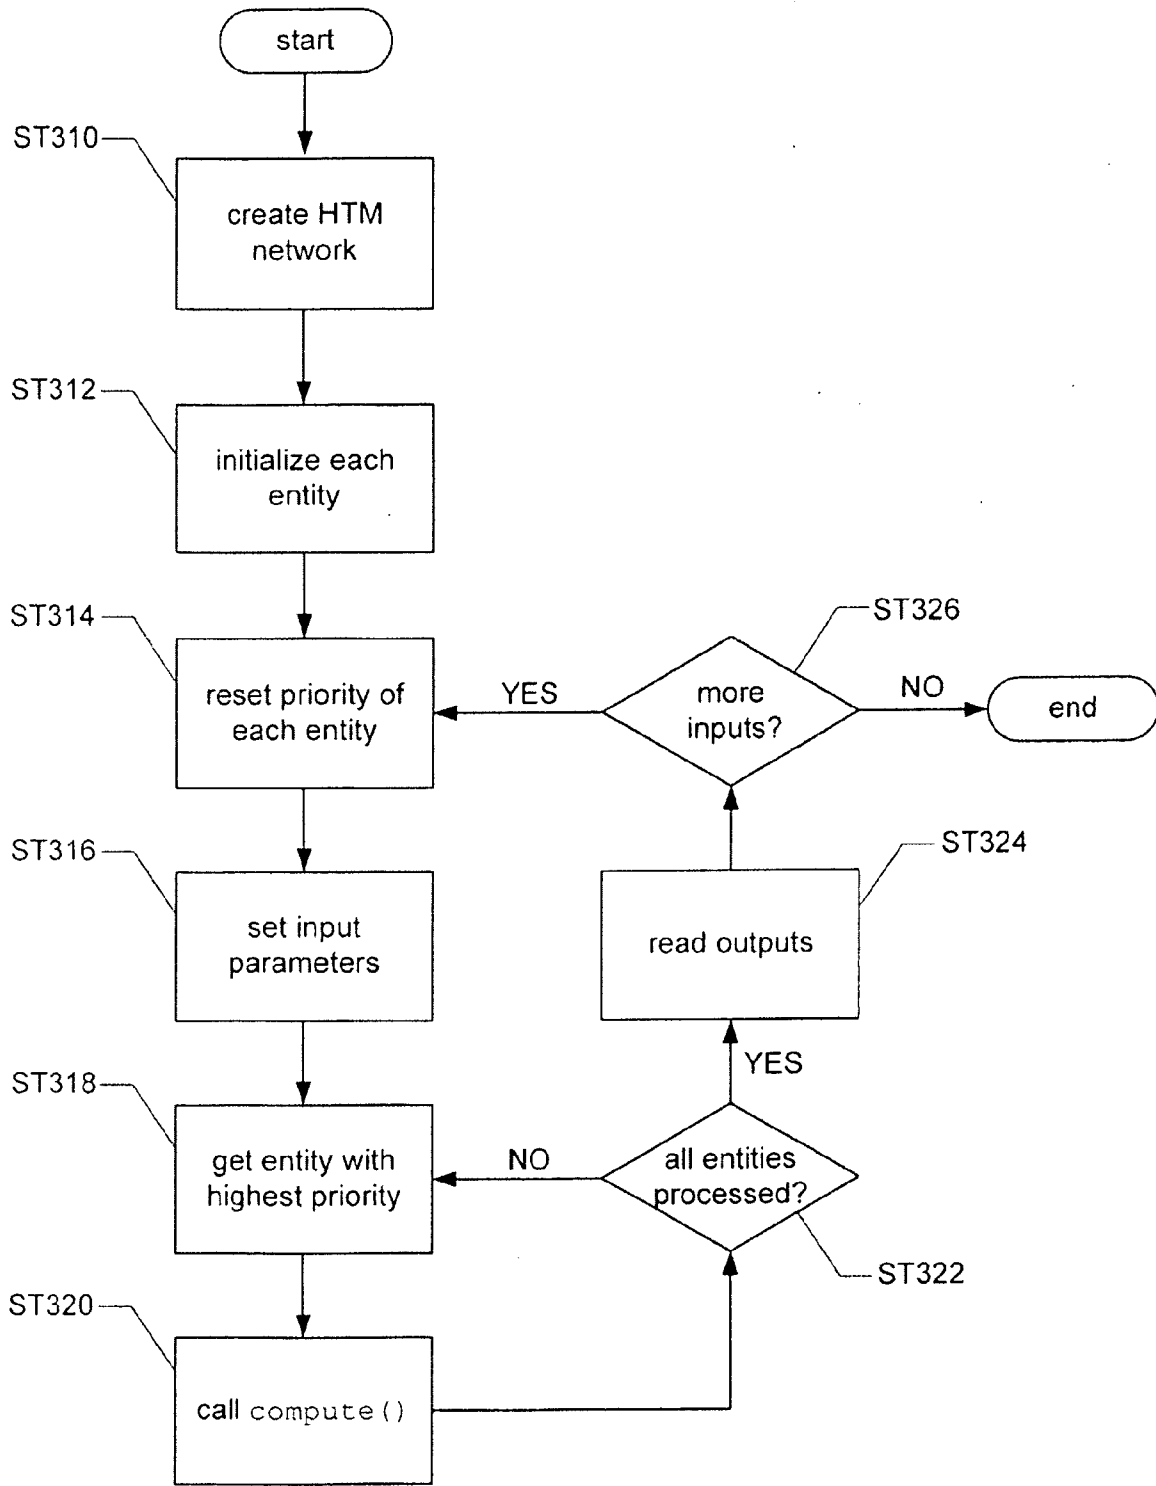 start
ST310
create HTM
network
ST312
initialize each
entity
ST314
reset priority of
each entity
YES
ST326
more
inputs?
NO
end
ST316
set input
parameters
ST324
read outputs
YES
ST318
get entity with
highest priority
NO
all entities
processed?
ST322
ST320
call compute()